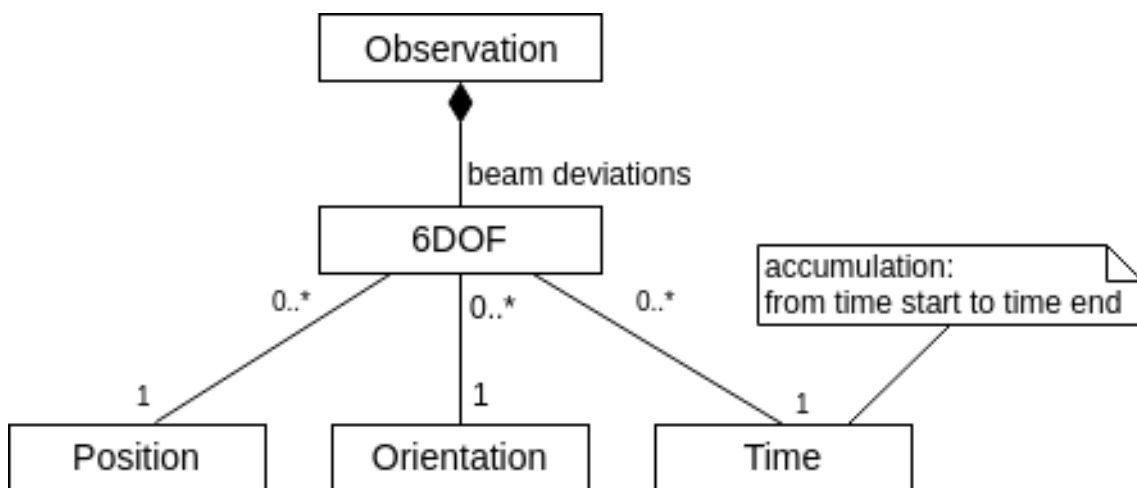 Observation
beam deviations
6DOF
accumulation:
from time start to time end
0..*
0..*
0..*
1
1
1
Position
Orientation
Time